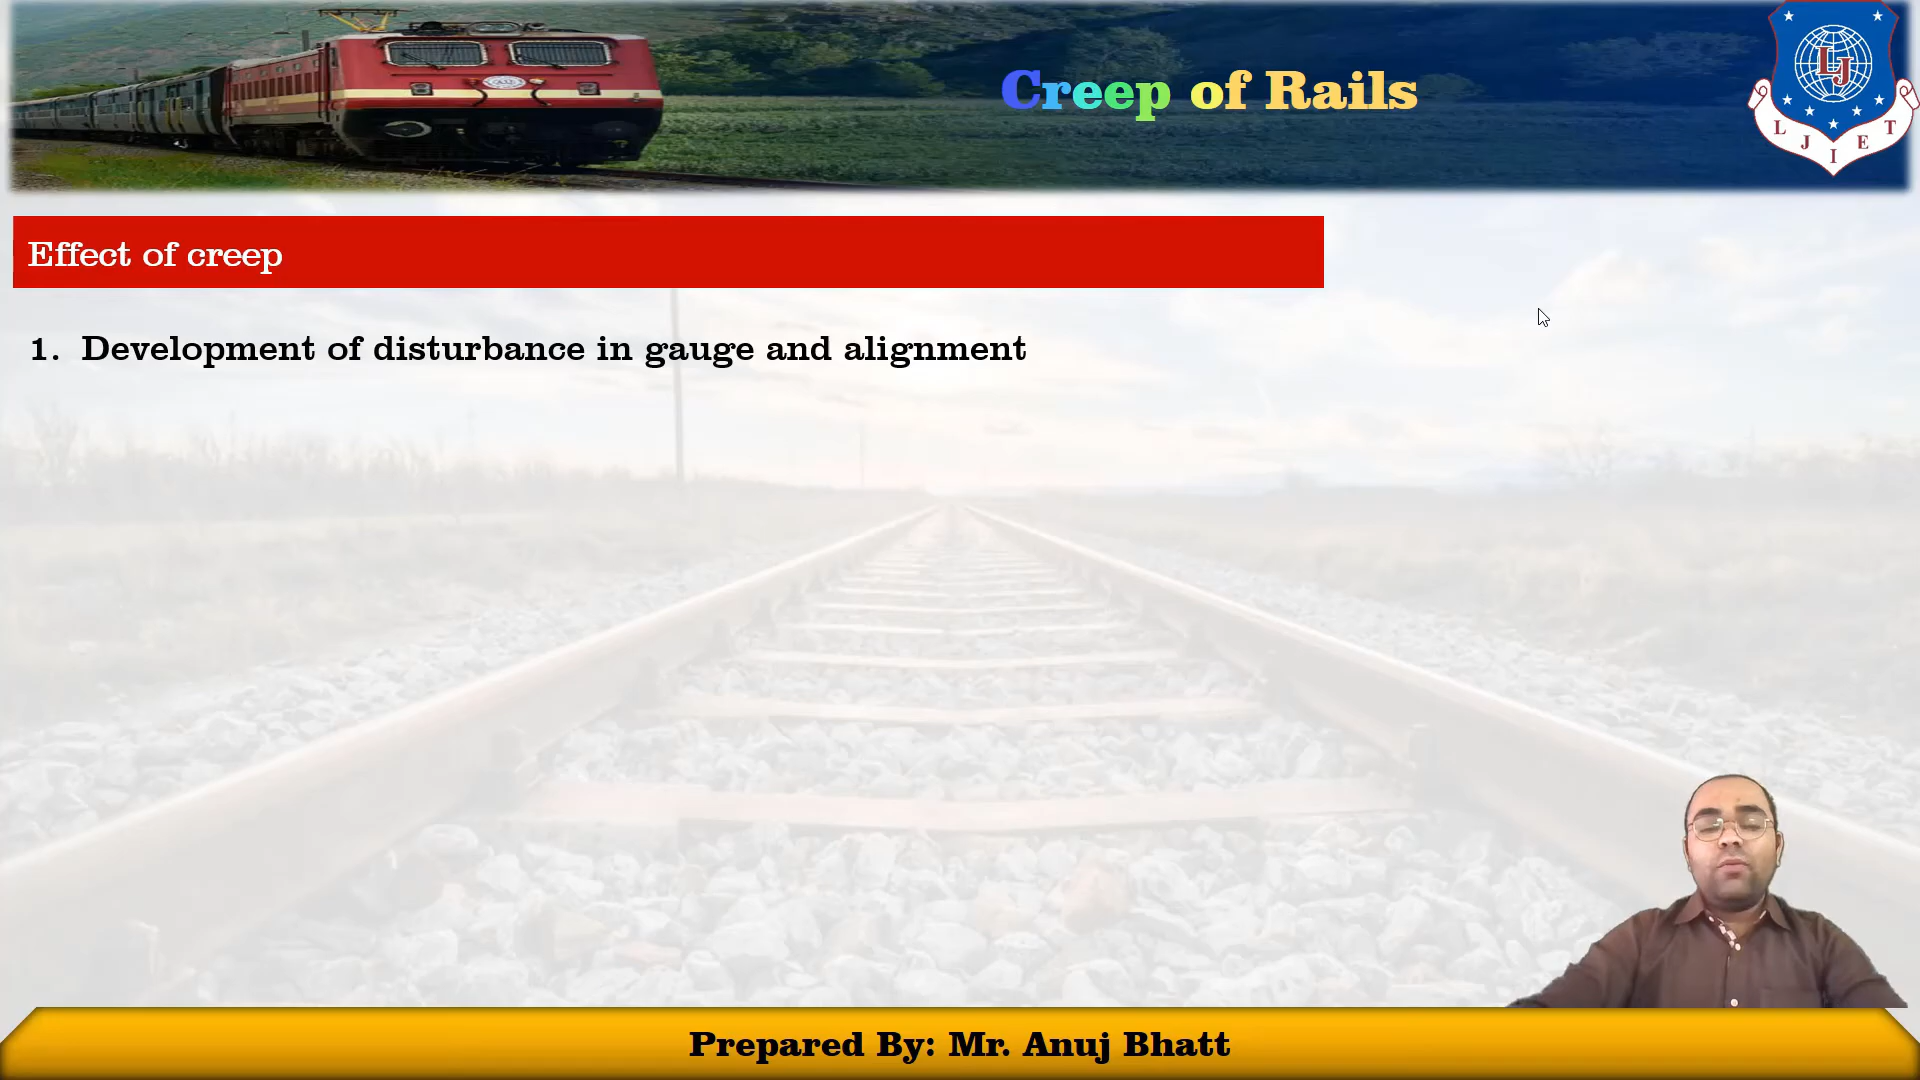 Creep of Rails
LJ
L J I E T
Effect of creep
1. Development of disturbance in gauge and alignment
Prepared By: Mr. Anuj Bhatt